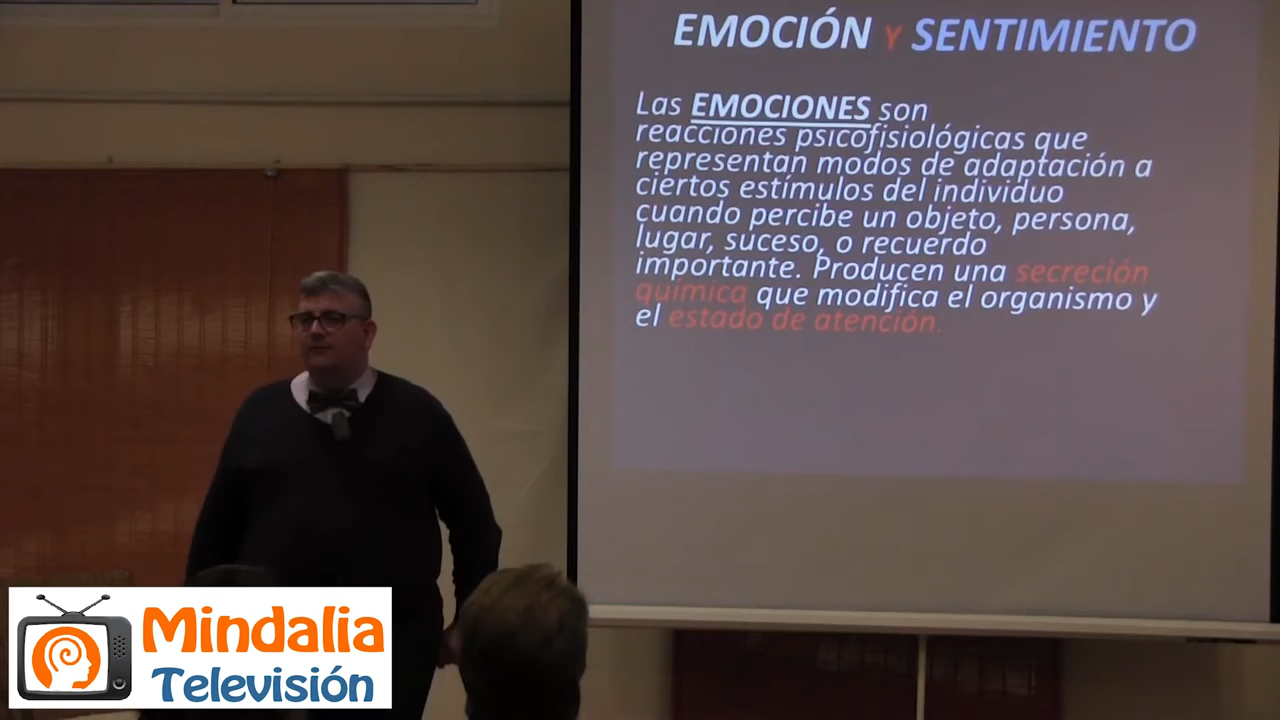 EMOCIÓN Y SENTIMIENTO
Las EMOCIONES son
reacciones psicofisiológicas que
representan modos de adaptación a
ciertos estímulos del individuo
cuando percibe un objeto, persona,
lugar, suceso, o recuerdo
importante. Producen una secreción
química que modifica el organismo y
el estado de atención.
Mindalia
Televisión